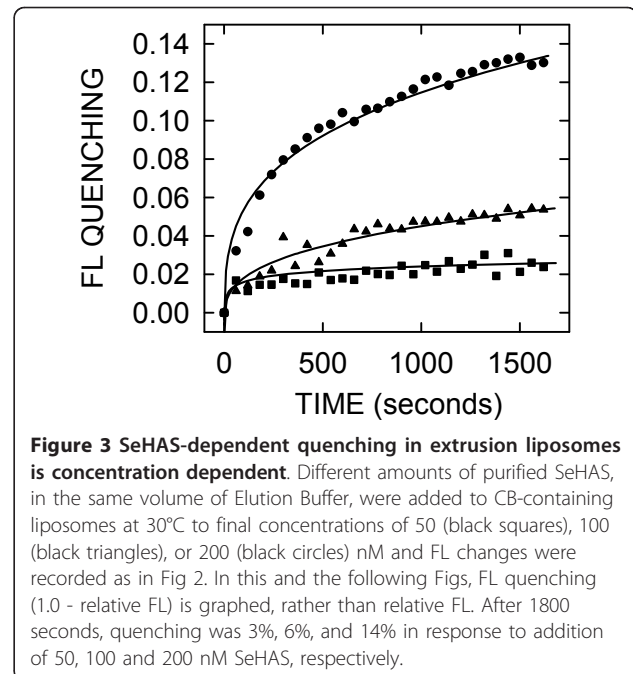 0.14
0.12
0.10
0.08
0.06
0.04
0.02
0.00
FL QUENCHING
0 500 1000 1500
TIME (seconds)
Figure 3 SeHAS-dependent quenching in extrusion liposomes
is concentration dependent. Different amounts of purified SeHAS,
in the same volume of Elution Buffer, were added to CB-containing
liposomes at 30°C to final concentrations of 50 (black squares), 100
(black triangles), or 200 (black circles) nM and FL changes were
recorded as in Fig 2. In this and the following Figs, FL quenching
(1.0 - relative FL) is graphed, rather than relative FL. After 1800
seconds, quenching was 3%, 6%, and 14% in response to addition
of 50, 100 and 200 nM SeHAS, respectively.